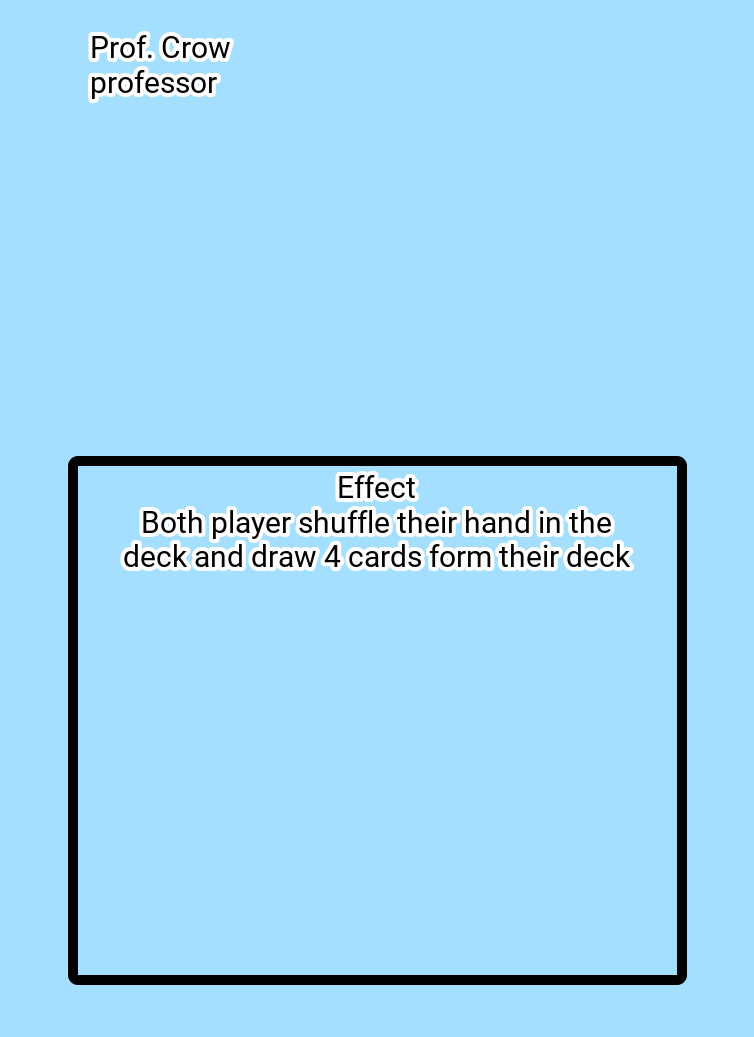 Prof. Crow
professor
Effect
Both player shuffle their hand in the
deck and draw 4 cards form their deck